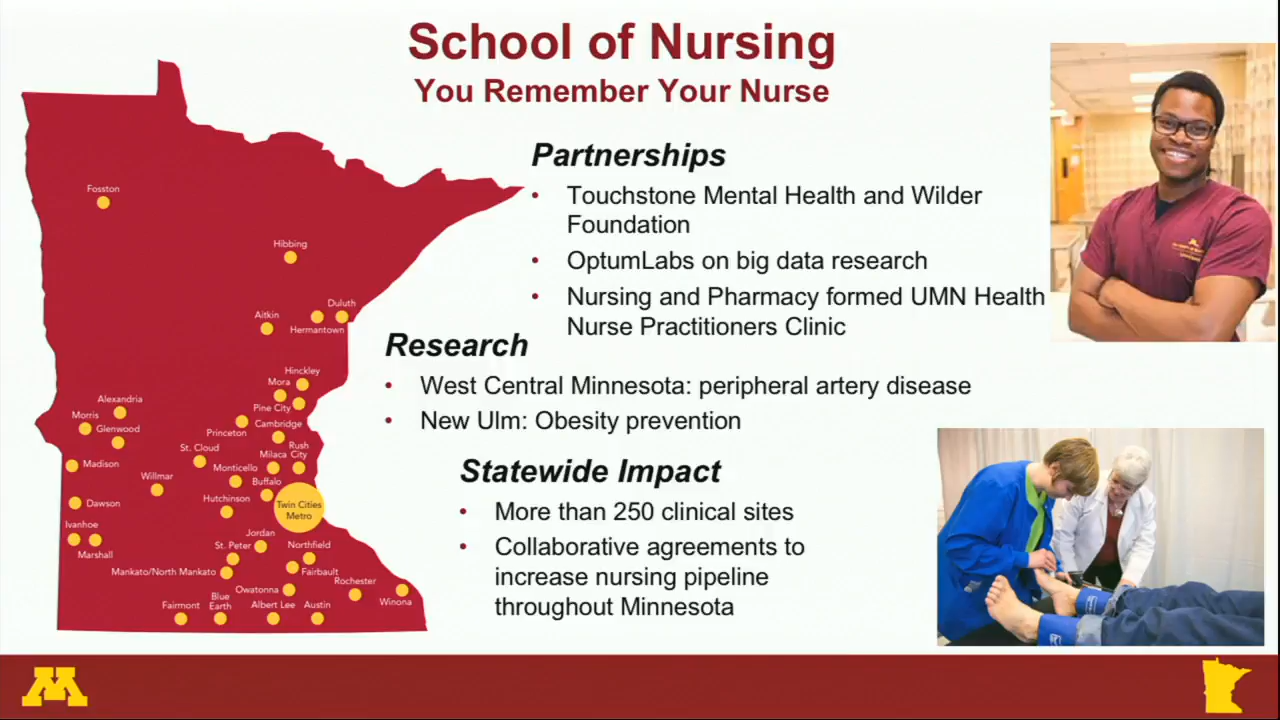 School of Nursing
You Remember Your Nurse
Partnerships
• Touchstone Mental Health and Wilder
Foundation
• OptumLabs on big data research
• Nursing and Pharmacy formed UMN Health
Nurse Practitioners Clinic
Research
• West Central Minnesota: peripheral artery disease
• New Ulm: Obesity prevention
Statewide Impact
• More than 250 clinical sites
• Collaborative agreements to
increase nursing pipeline
throughout Minnesota
Fosston
Hibbing
Duluth
Aitkin
Hermantown
Hinckley
Mora
Pine City
Alexandria
Morris
Glenwood
Princeton
Cambridge
St. Cloud
Rush
City
Milaca
Madison
Monticello
Willmar
Buffalo
Hutchinson
Twin Cities
Metro
Dawson
Ivanhoe
Marshall
Jordan
St. Peter
Northfield
Mankato/North Mankato
Fairbault
Rochester
Owatonna
Winona
Fairmont
Blue
Earth
Albert Lee
Austin
M